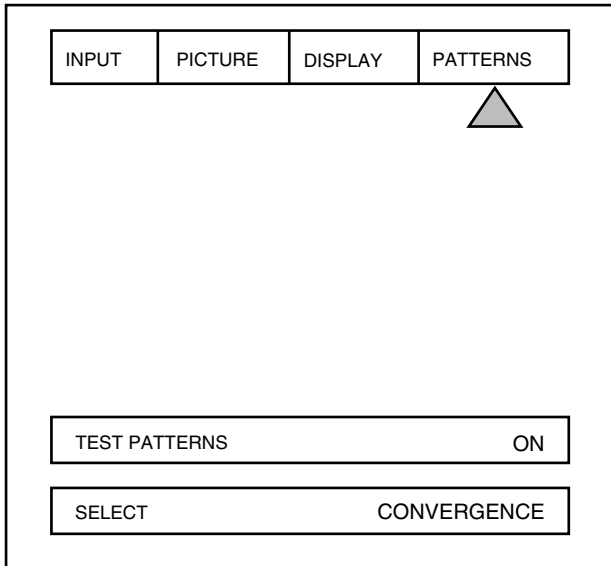 INPUT PICTURE DISPLAY PATTERNS
TEST PATTERNS ON
SELECT CONVERGENCE